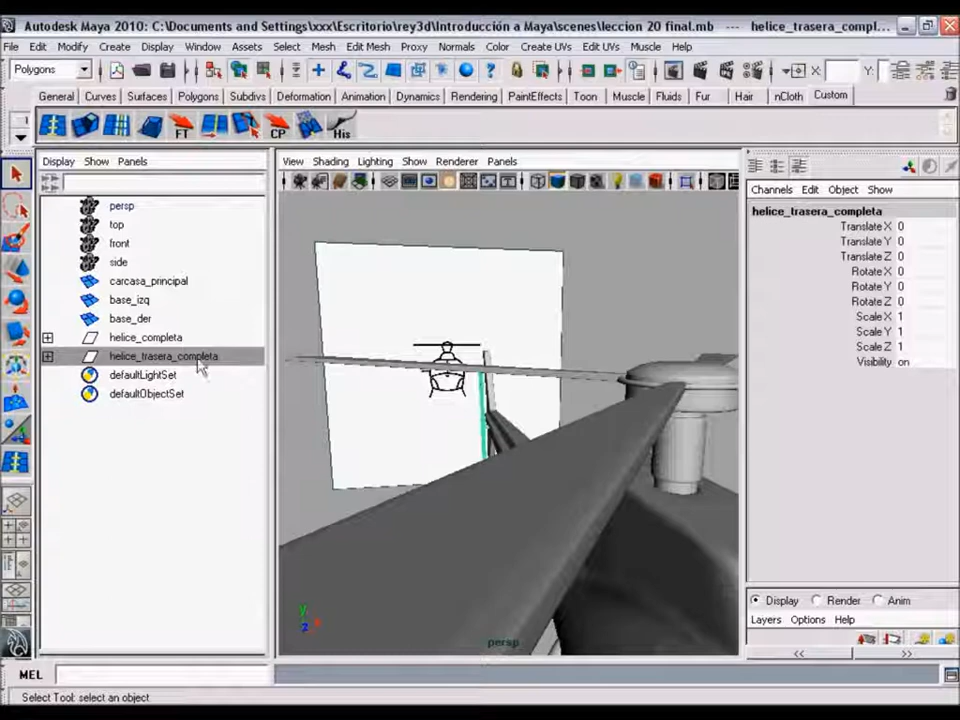 Autodesk Maya 2010: C:\Documents and Settings\xxx\Escritorio\rey3d\Introducción a Maya\scenes\leccion 20 final.mb --- helice_trasera_compl...
File Edit Modify Create Display Window Assets Select Mesh Edit Mesh Proxy Normals Color Create UVs Edit UVs Muscle Help
Polygons X: Y:
General Curves Surfaces Polygons Subdivs Deformation Animation Dynamics Rendering PaintEffects Toon Muscle Fluids Fur Hair nCloth Custom
FT CP His
Display Show Panels
View Shading Lighting Show Renderer Panels
Channels Edit Object Show
persp
top
front
side
carcasa_principal
base_izq
base_der
helice_completa
helice_trasera_completa
defaultLightSet
defaultObjectSet
y
z x
persp
helice_trasera_completa
Translate X 0
Translate Y 0
Translate Z 0
Rotate X 0
Rotate Y 0
Rotate Z 0
Scale X 1
Scale Y 1
Scale Z 1
Visibility on
Display Render Anim
Layers Options Help
<< >>
MEL
Select Tool: select an object